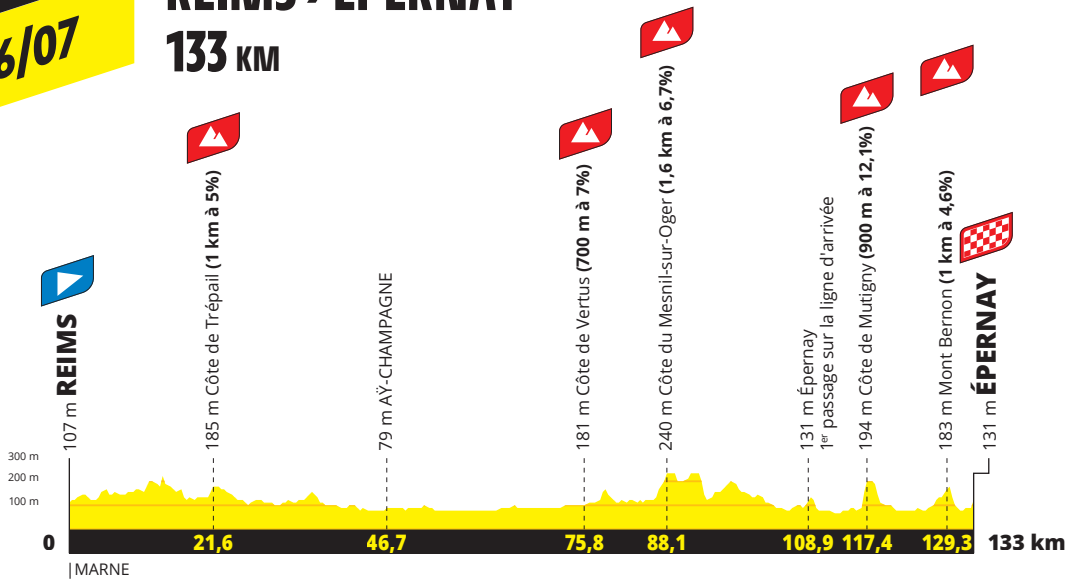 6/07
REIMS > ÉPERNAY
133 KM
107 m REIMS
185 m Côte de Trépail (1 km à 5%)
79 m AŸ-CHAMPAGNE
181 m Côte de Vertus (700 m à 7%)
240 m Côte du Mesnil-sur-Oger (1,6 km à 6,7%)
131 m Épernay
1er passage sur la ligne d'arrivée
194 m Côte de Mutigny (900 m à 12,1%)
183 m Mont Bernon (1 km à 4,6%)
131 m ÉPERNAY
300 m
200 m
100 m
0 21,6 46,7 75,8 88,1 108,9 117,4 129,3 133 km
|MARNE